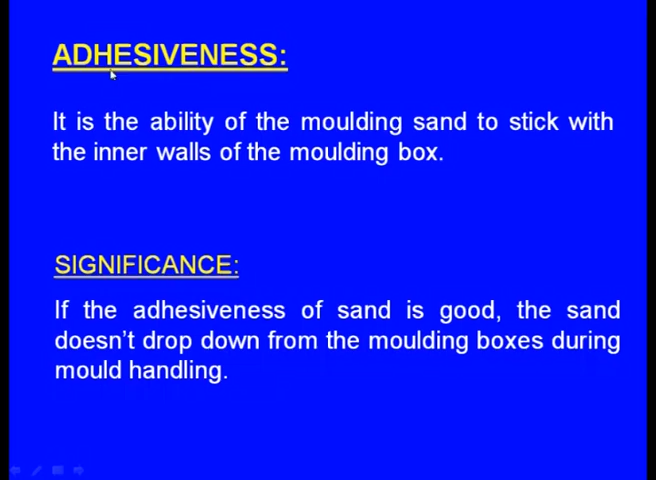 ADHESIVENESS:
It is the ability of the moulding sand to stick with
the inner walls of the moulding box.
SIGNIFICANCE:
If the adhesiveness of sand is good, the sand
doesn't drop down from the moulding boxes during
mould handling.